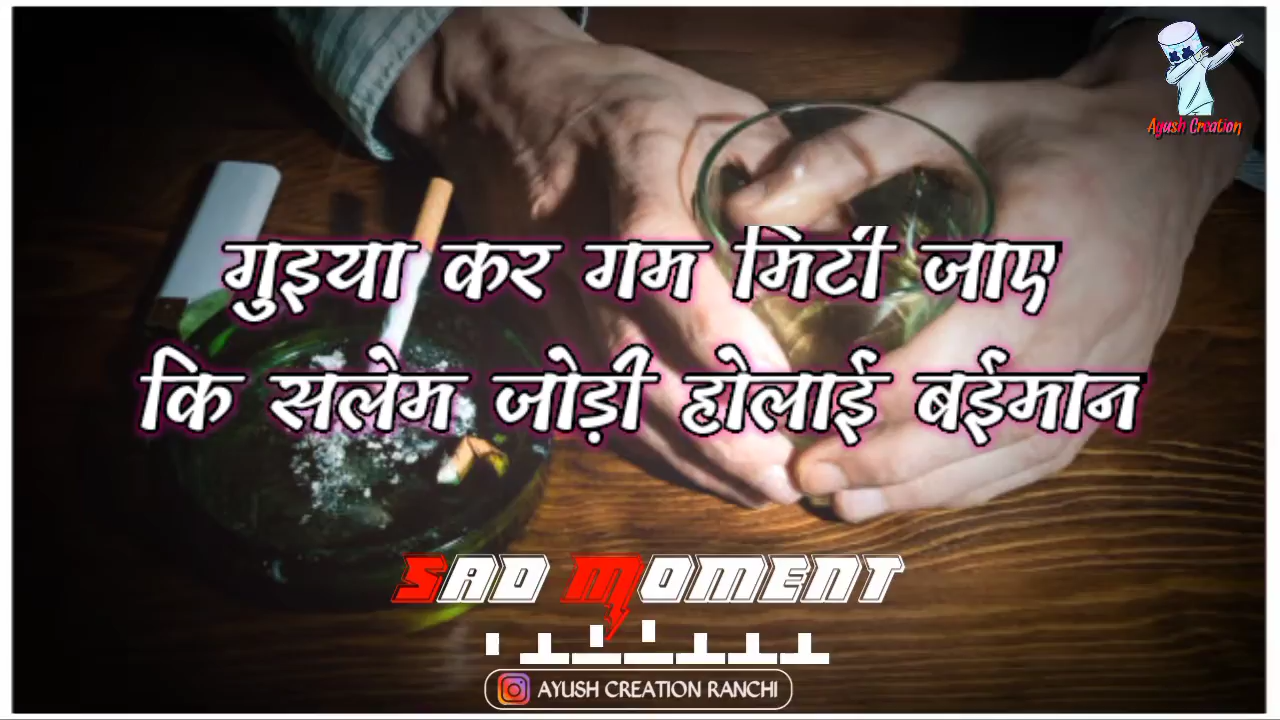 Ayush Creation
गुइया कर गम मिटी जाए
कि सलेम जोड़ी होलाई बईमान
SAD MOMENT
AYUSH CREATION RANCHI